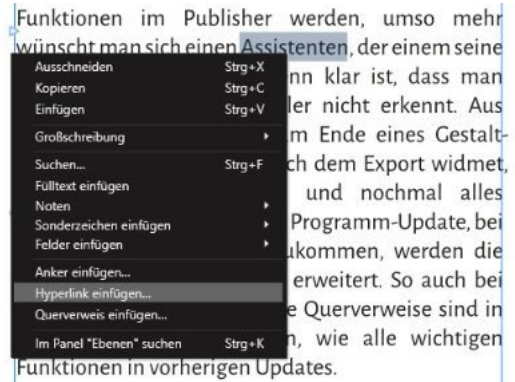 Funktionen im Publisher werden, umso mehr
wünscht man sich einen Assistenten, der einem seine
Ausschneiden Strg+X
Kopieren Strg+C
nn klar ist, dass man
Einfügen Strg+V
ler nicht erkennt. Aus
Großschreibung
m Ende eines Gestalt-
Suchen... Strg+F
ch dem Export widmet,
Fülltext einfügen
und nochmal alles
Noten
Sonderzeichen einfügen
Programm-Update, bei
Felder einfügen
ukommen, werden die
Anker einfügen...
erweitert. So auch bei
Hyperlink einfügen...
e Querverweise sind in
Querverweis einfügen...
n, wie alle wichtigen
Im Panel "Ebenen" suchen Strg+K
Funktionen in vorherigen Updates.